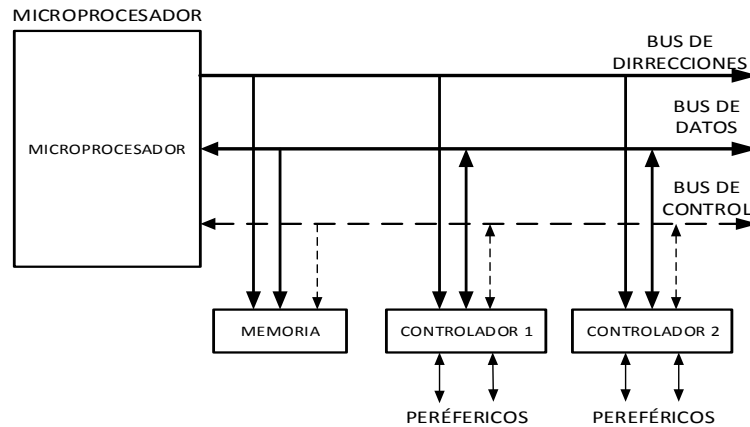 MICROPROCESADOR
BUS DE
DIRRECCIONES
BUS DE
DATOS
MICROPROCESADOR
BUS DE
CONTROL
MEMORIA
CONTROLADOR 1
CONTROLADOR 2
PERÉFERICOS
PEREFÉRICOS